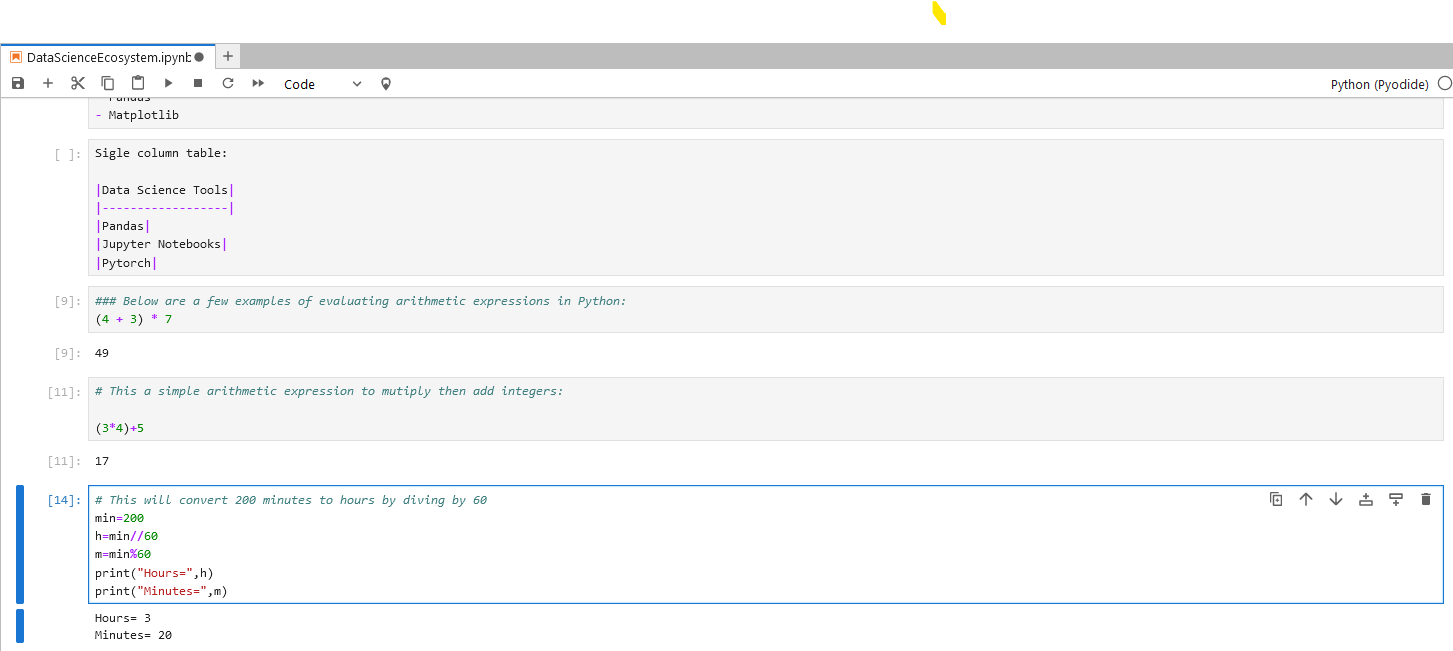 DataScienceEcosystem.ipynb
Code
Python (Pyodide)
- Pandas
- Matplotlib
[ ]:
Sigle column table:
|Data Science Tools|
|------------------|
|Pandas|
|Jupyter Notebooks|
|Pytorch|
[9]:
### Below are a few examples of evaluating arithmetic expressions in Python:
(4 + 3) * 7
[9]:
49
[11]:
# This a simple arithmetic expression to mutiply then add integers:
(3*4)+5
[11]:
17
[14]:
# This will convert 200 minutes to hours by diving by 60
min=200
h=min//60
m=min%60
print("Hours=",h)
print("Minutes=",m)
Hours= 3
Minutes= 20